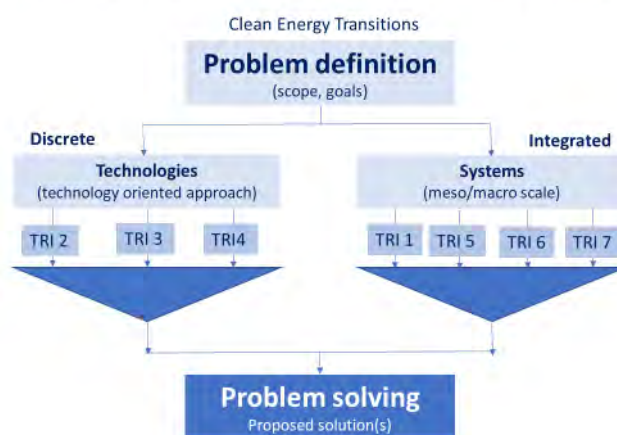 Clean Energy Transitions
Problem definition
(scope, goals)
Discrete
Integrated
Technologies
(technology oriented approach)
Systems
(meso/macro scale)
TRI 2
TRI 3
TRI4
TRI 1
TRI 5
TRI 6
TRI 7
Problem solving
Proposed solution(s)